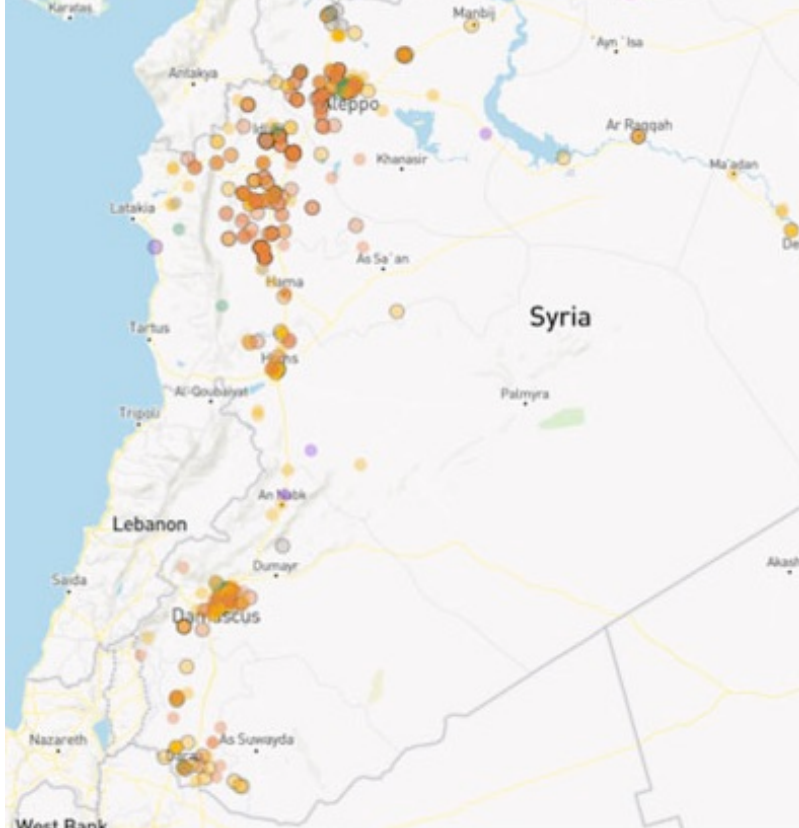 Karatas
Manbij
`Ayn `Isa
Antakya
Aleppo
Ar Raqqah
Khanasir
Ma'adan
Latakia
De
As Sa`an
Hama
Syria
Tartus
Homs
Al-Qoubaiyat
Palmyra
Tripoli
An Nabk
Lebanon
Dumayr
Akash
Saida
Damascus
Nazareth
As Suwayda
West Bank